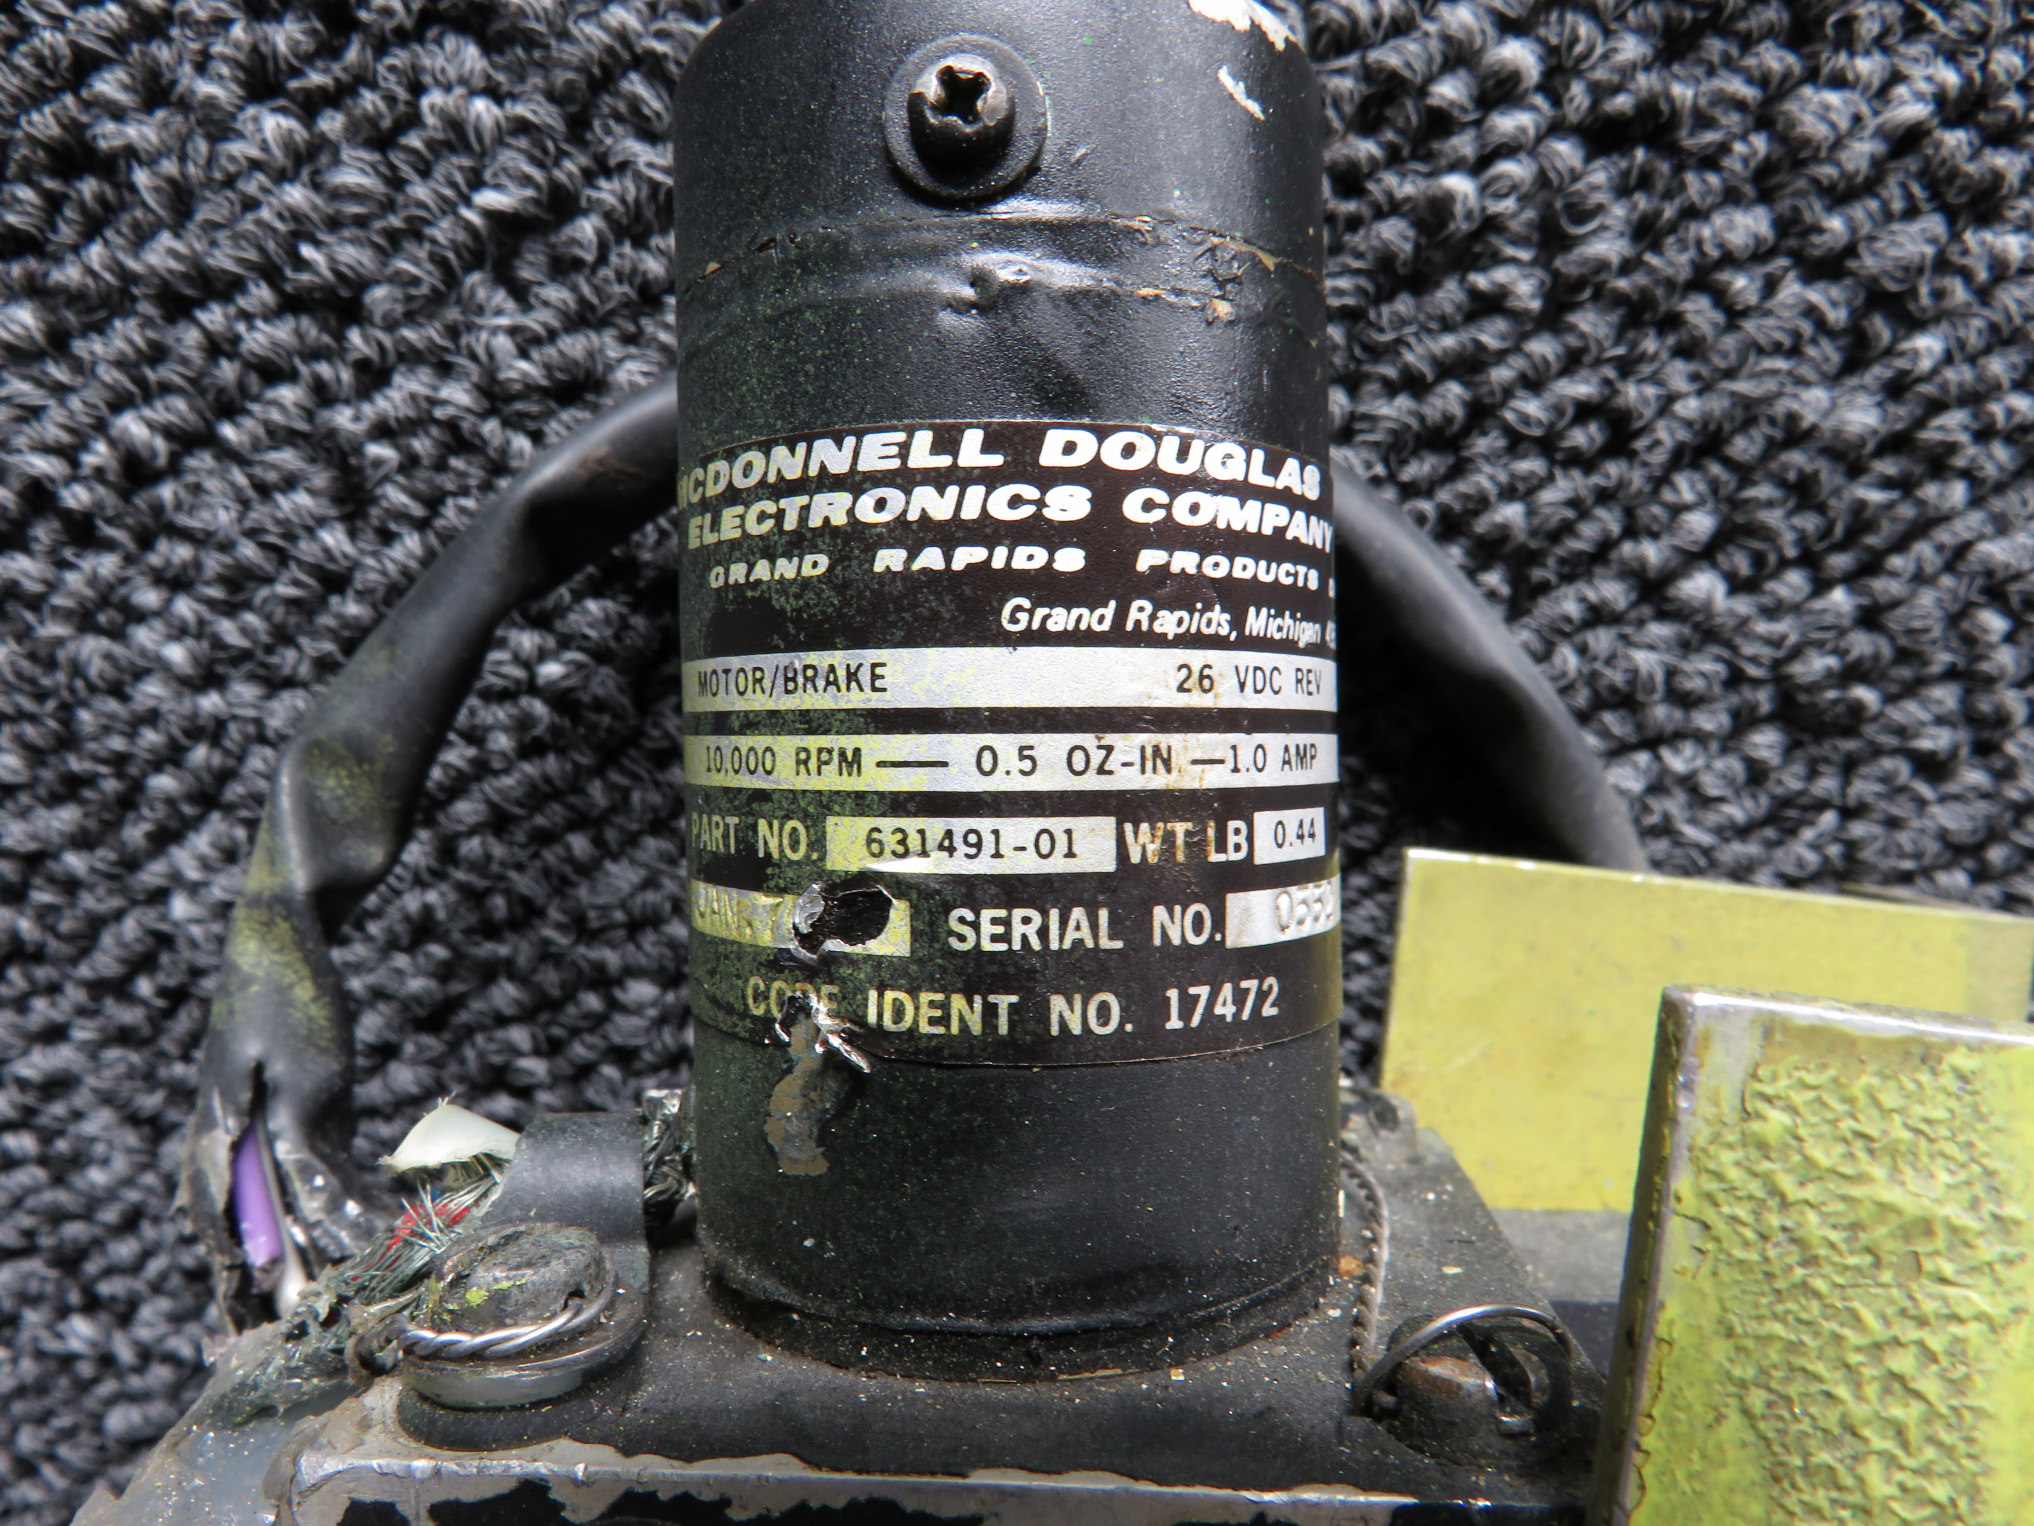 MCDONNELL DOUGLAS
ELECTRONICS COMPANY
GRAND RAPIDS PRODUCTS
Grand Rapids, Michigan
MOTOR/BRAKE 26 VDC REV
10,000 RPM — 0.5 OZ-IN — 1.0 AMP
PART NO. 631491-01 WT LB 0.44
JAN. SERIAL NO.
CODE IDENT NO. 17472